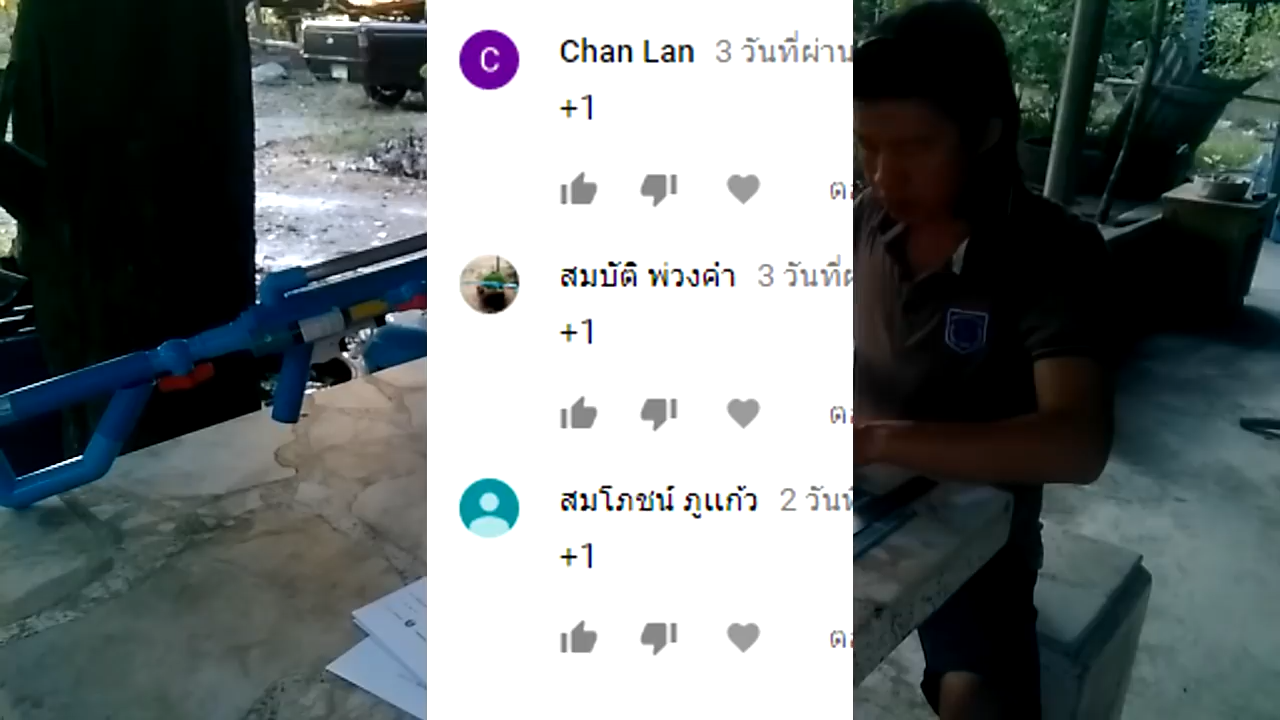 C
Chan Lan 3 วันที่ผ่าน
+1
สมบัติ พ่วงคำ 3 วันที่
+1
สมโภชน์ ภูแก้ว 2 วัน
+1